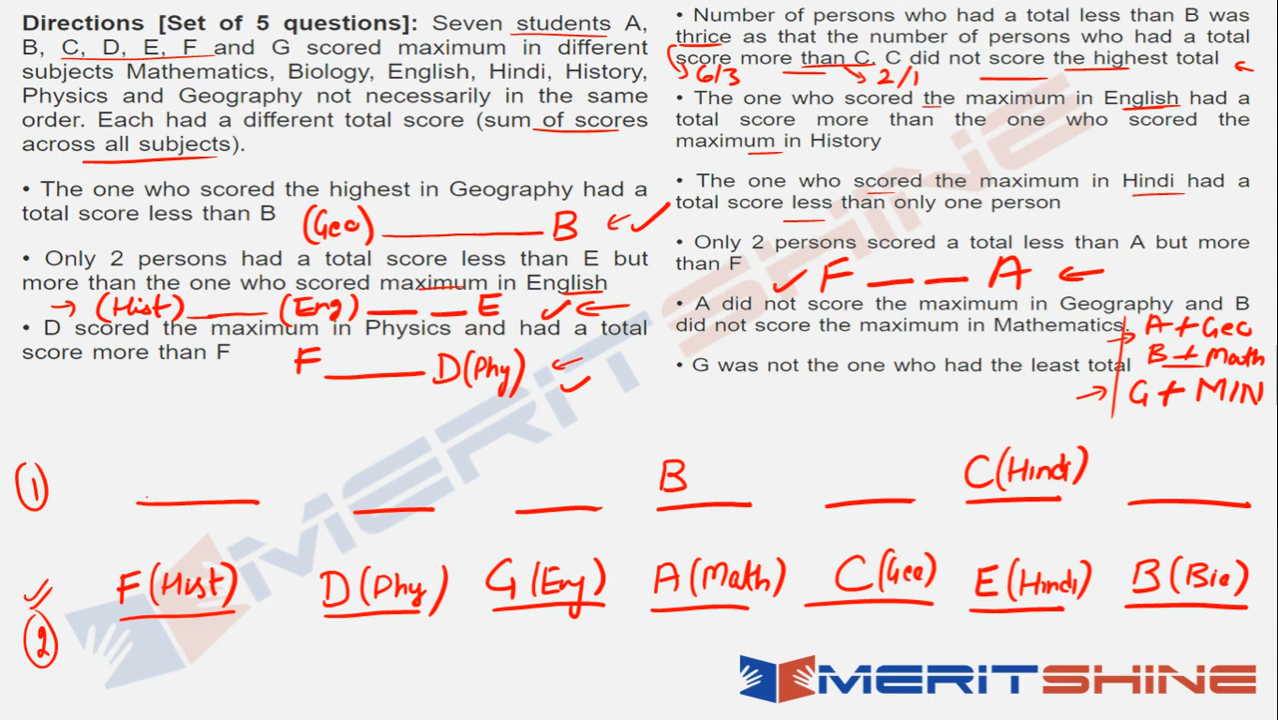 Directions [Set of 5 questions]: Seven students A,
B, C, D, E, F and G scored maximum in different
subjects Mathematics, Biology, English, Hindi, History,
Physics and Geography not necessarily in the same
order. Each had a different total score (sum of scores
across all subjects).
• The one who scored the highest in Geography had a
total score less than B
(Geo) B
• Only 2 persons had a total score less than E but
more than the one who scored maximum in English
(Hist) (Eng) E
• D scored the maximum in Physics and had a total
score more than F
F D(Phy)
• Number of persons who had a total less than B was
thrice as that the number of persons who had a total
score more than C. C did not score the highest total
6/3 2/1
• The one who scored the maximum in English had a
total score more than the one who scored the
maximum in History
• The one who scored the maximum in Hindi had a
total score less than only one person
• Only 2 persons scored a total less than A but more
than F
F A
• A did not score the maximum in Geography and B
did not score the maximum in Mathematics.
A ≠ Geo
B ≠ Math
• G was not the one who had the least total
G ≠ MIN
① B C(Hindi)
② F(Hist) D(Phy) G(Eng) A(Math) C(Geo) E(Hindi) B(Bio)
MERITSHINE
MERITSHINE